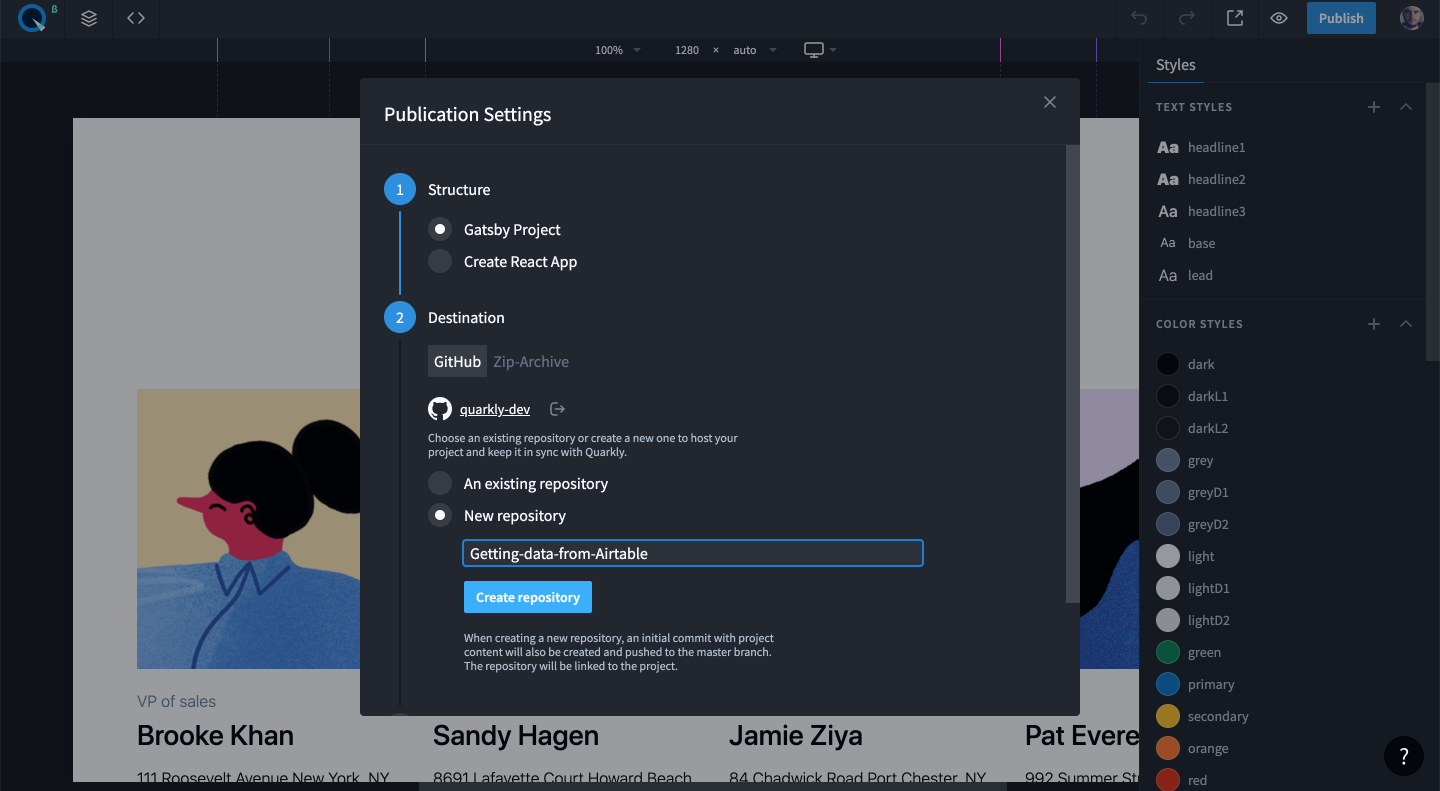 β
Publish
100%
1280 × auto
Styles
Publication Settings
TEXT STYLES
Aa headline1
Aa headline2
Aa headline3
Aa base
Aa lead
1 Structure
Gatsby Project
Create React App
2 Destination
GitHub Zip-Archive
quarkly-dev
Choose an existing repository or create a new one to host your
project and keep it in sync with Quarkly.
An existing repository
New repository
Getting-data-from-Airtable
Create repository
When creating a new repository, an initial commit with project
content will also be created and pushed to the master branch.
The repository will be linked to the project.
COLOR STYLES
dark
darkL1
darkL2
grey
greyD1
greyD2
light
lightD1
lightD2
green
primary
secondary
orange
red
?
VP of sales
Brooke Khan
Sandy Hagen
Jamie Ziya
Pat Evere
111 Roosevelt Avenue New York, NY
8691 Lafayette Court Howard Beach
84 Chadwick Road Port Chester, NY
992 Summer St